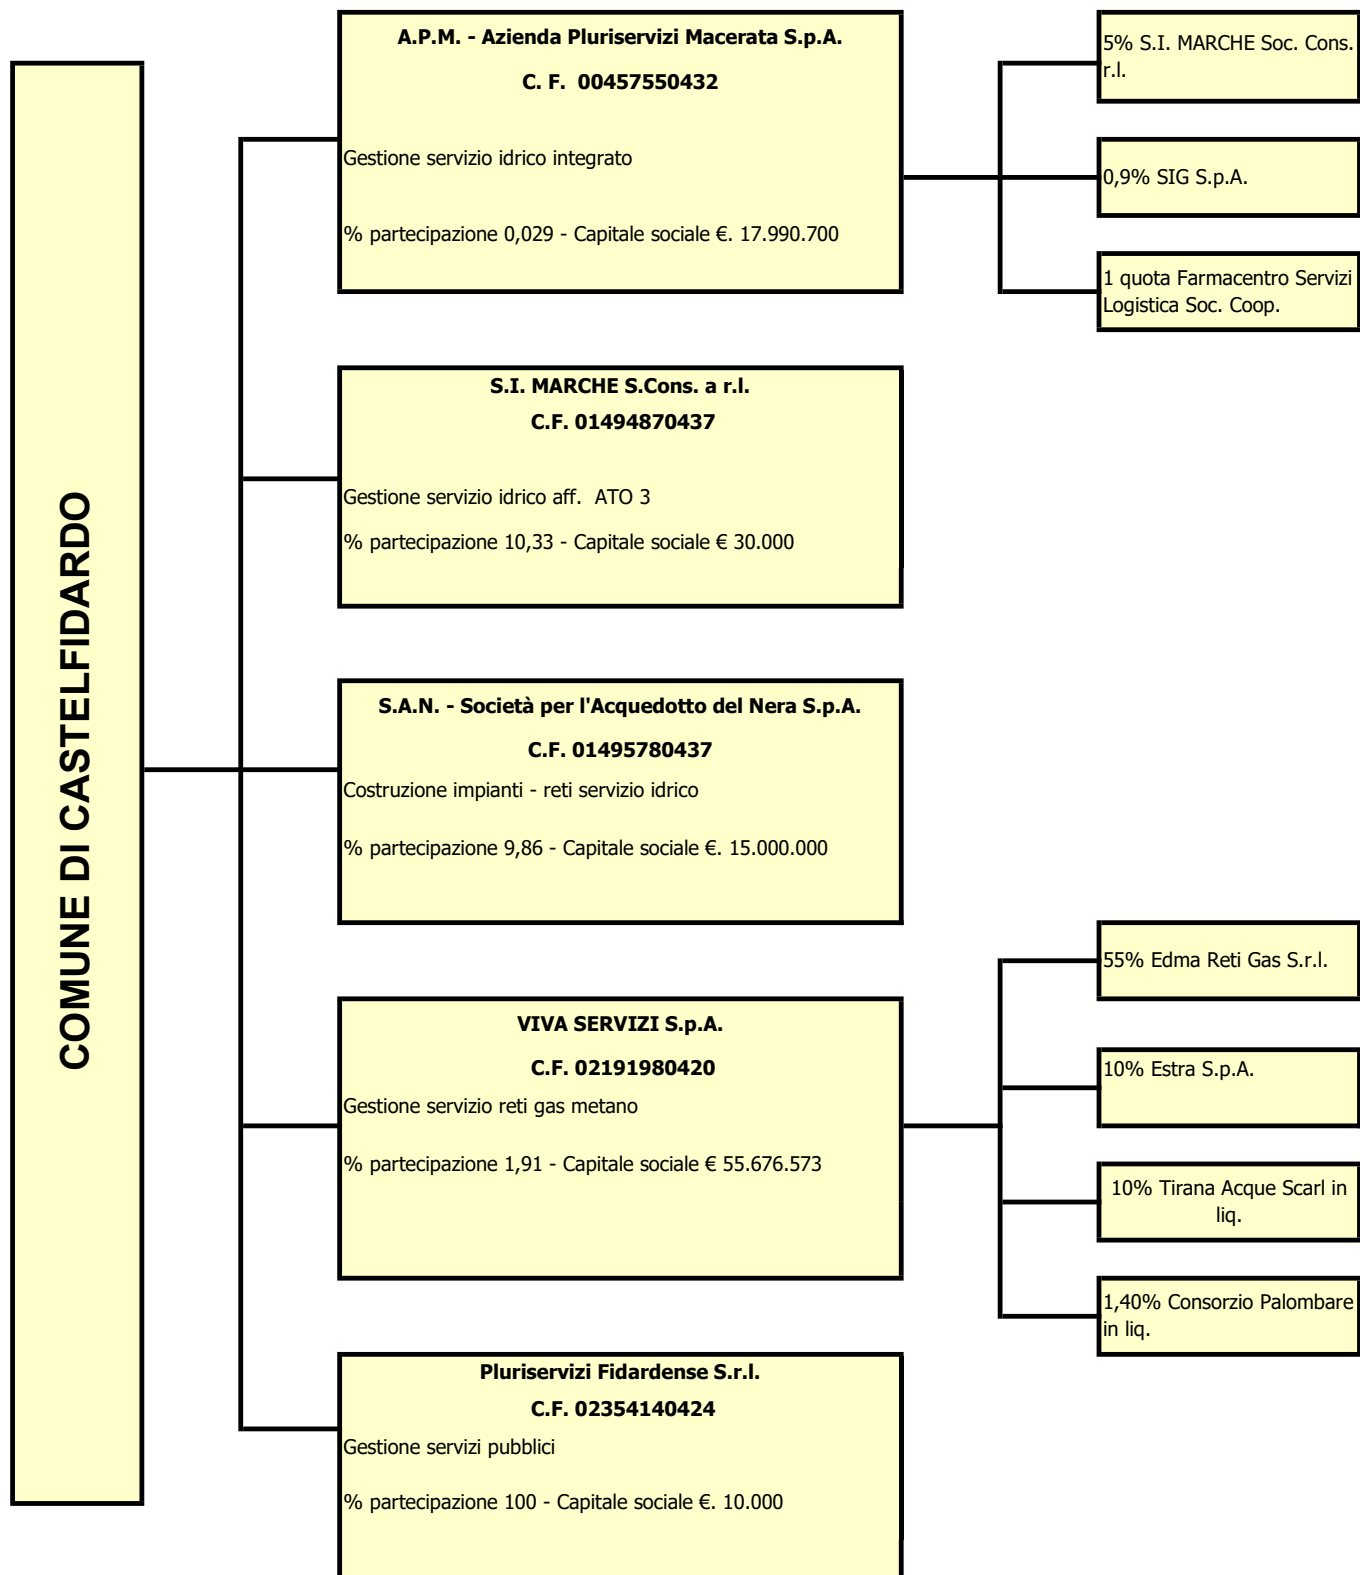 COMUNE DI CASTELFIDARDO
A.P.M. - Azienda Pluriservizi Macerata S.p.A.
C. F. 00457550432
Gestione servizio idrico integrato
% partecipazione 0,029 - Capitale sociale €. 17.990.700
5% S.I. MARCHE Soc. Cons.
r.l.
0,9% SIG S.p.A.
1 quota Farmacentro Servizi
Logistica Soc. Coop.
S.I. MARCHE S.Cons. a r.l.
C.F. 01494870437
Gestione servizio idrico aff. ATO 3
% partecipazione 10,33 - Capitale sociale € 30.000
S.A.N. - Società per l'Acquedotto del Nera S.p.A.
C.F. 01495780437
Costruzione impianti - reti servizio idrico
% partecipazione 9,86 - Capitale sociale €. 15.000.000
VIVA SERVIZI S.p.A.
C.F. 02191980420
Gestione servizio reti gas metano
% partecipazione 1,91 - Capitale sociale € 55.676.573
55% Edma Reti Gas S.r.l.
10% Estra S.p.A.
10% Tirana Acque Scarl in
liq.
1,40% Consorzio Palombare
in liq.
Pluriservizi Fidardense S.r.l.
C.F. 02354140424
Gestione servizi pubblici
% partecipazione 100 - Capitale sociale €. 10.000